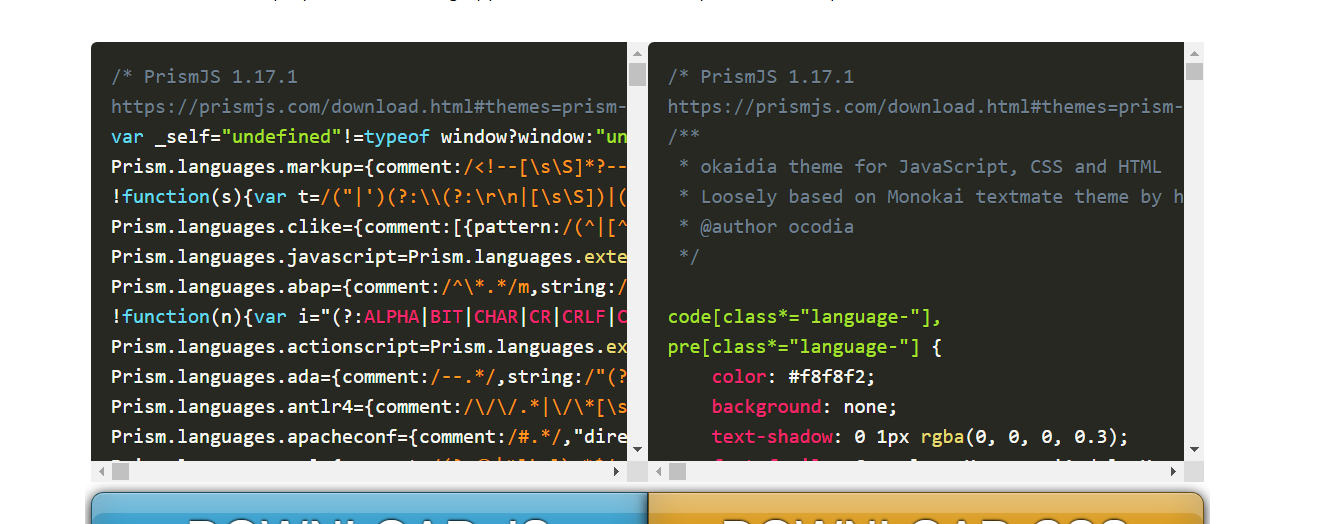 /* PrismJS 1.17.1
https://prismjs.com/download.html#themes=prism-
var _self="undefined"!=typeof window?window:"un
Prism.languages.markup={comment:/<!--[\s\S]*?--
!function(s){var t=/("|')(?:\\(?:\r\n|[\s\S])|(
Prism.languages.clike={comment:[{pattern:/(^|[^
Prism.languages.javascript=Prism.languages.exte
Prism.languages.abap={comment:/^\*.*/m,string:/
!function(n){var i="(?:ALPHA|BIT|CHAR|CR|CRLF|C
Prism.languages.actionscript=Prism.languages.ex
Prism.languages.ada={comment:/--.*/,string:/"(?
Prism.languages.antlr4={comment:/\/\/.*|\/\*[\s
Prism.languages.apacheconf={comment:/#.*/,"dire
/* PrismJS 1.17.1
https://prismjs.com/download.html#themes=prism-
/**
 * okaidia theme for JavaScript, CSS and HTML
 * Loosely based on Monokai textmate theme by h
 * @author ocodia
 */
code[class*="language-"],
pre[class*="language-"] {
    color: #f8f8f2;
    background: none;
    text-shadow: 0 1px rgba(0, 0, 0, 0.3);
DOWNLOAD JS
DOWNLOAD CSS